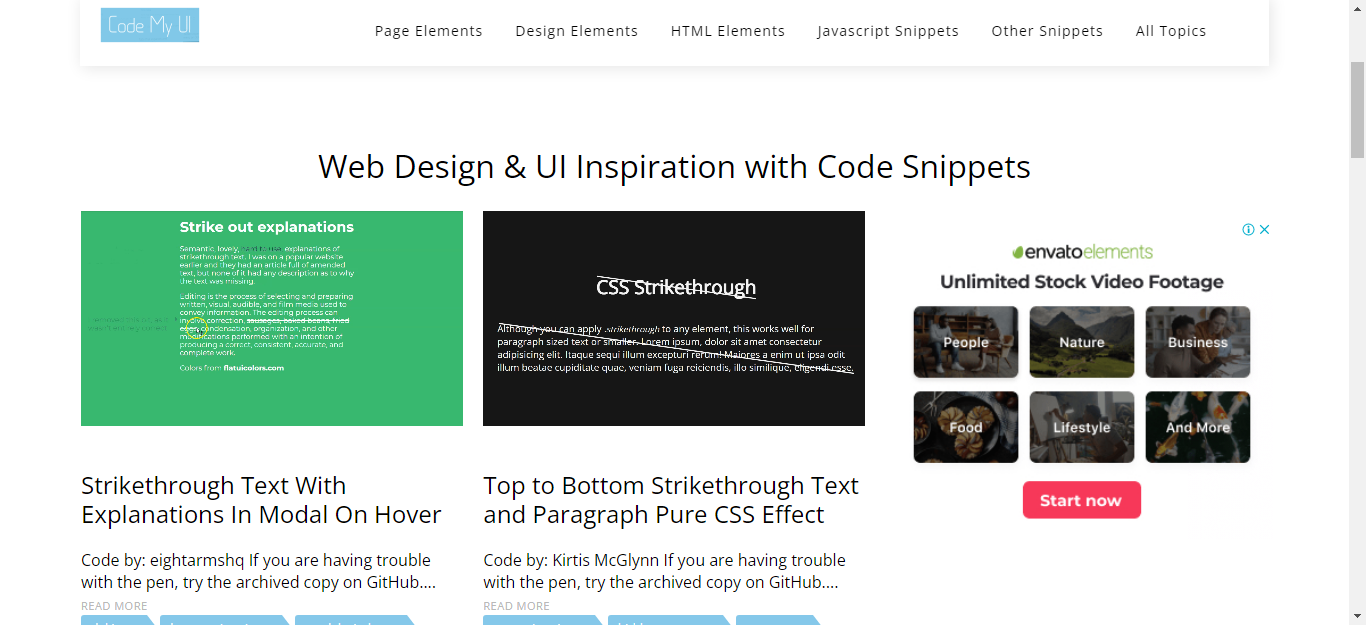 Code My UI
Page Elements
Design Elements
HTML Elements
Javascript Snippets
Other Snippets
All Topics
Web Design & UI Inspiration with Code Snippets
Strike out explanations
Semantic, lovely, hard to use, explanations of
strikethrough text. I was on a popular website
earlier and they had an article full of amended
text, but none of it had any description as to why
the text was missing.
Editing is the process of selecting and preparing
written, visual, audible, and film media used to
convey information. The editing process can
involve correction, sausages, baked beans, fried
eggs, condensation, organization, and other
modifications performed with an intention of
producing a correct, consistent, accurate, and
complete work.
Colors from flatuicolors.com
CSS Strikethrough
Although you can apply .strikethrough to any element, this works well for
paragraph sized text or smaller. Lorem ipsum, dolor sit amet consectetur
adipisicing elit. Itaque sequi illum excepturi rerum! Maiores a enim ut ipsa odit
illum beatae cupiditate quae, veniam fuga reiciendis, illo similique, eligendi esse.
envatoelements
Unlimited Stock Video Footage
People
Nature
Business
Food
Lifestyle
And More
Start now
Strikethrough Text With
Explanations In Modal On Hover
Code by: eightarmshq If you are having trouble
with the pen, try the archived copy on GitHub....
READ MORE
Top to Bottom Strikethrough Text
and Paragraph Pure CSS Effect
Code by: Kirtis McGlynn If you are having trouble
with the pen, try the archived copy on GitHub....
READ MORE